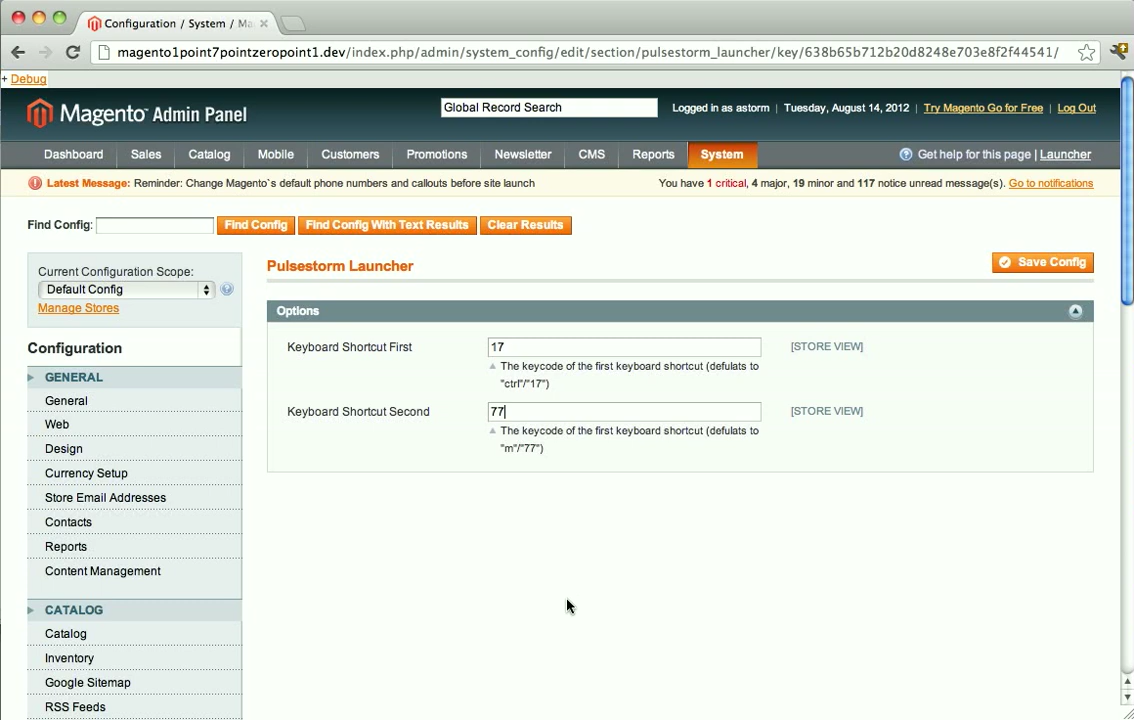 Configuration / System / Ma
magento1point7pointzeropoint1.dev/index.php/admin/system_config/edit/section/pulsestorm_launcher/key/638b65b712b20d8248e703e8f2f44541/
+ Debug
Magento™ Admin Panel
Global Record Search
Logged in as astorm | Tuesday, August 14, 2012 | Try Magento Go for Free | Log Out
Dashboard Sales Catalog Mobile Customers Promotions Newsletter CMS Reports System
Get help for this page | Launcher
Latest Message: Reminder: Change Magento`s default phone numbers and callouts before site launch
You have 1 critical, 4 major, 19 minor and 117 notice unread message(s). Go to notifications
Find Config: Find Config Find Config With Text Results Clear Results
Current Configuration Scope:
Default Config
Manage Stores
Configuration
GENERAL
General
Web
Design
Currency Setup
Store Email Addresses
Contacts
Reports
Content Management
CATALOG
Catalog
Inventory
Google Sitemap
RSS Feeds
Pulsestorm Launcher
Save Config
Options
Keyboard Shortcut First 17 [STORE VIEW]
The keycode of the first keyboard shortcut (defulats to
"ctrl"/"17")
Keyboard Shortcut Second 77 [STORE VIEW]
The keycode of the first keyboard shortcut (defulats to
"m"/"77")